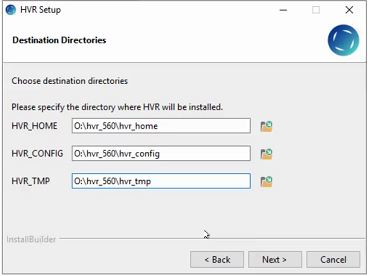 HVR Setup
Destination Directories
Choose destination directories
Please specify the directory where HVR will be installed.
HVR_HOME O:\hvr_560\hvr_home
HVR_CONFIG O:\hvr_560\hvr_config
HVR_TMP O:\hvr_560\hvr_tmp
InstallBuilder
< Back Next > Cancel